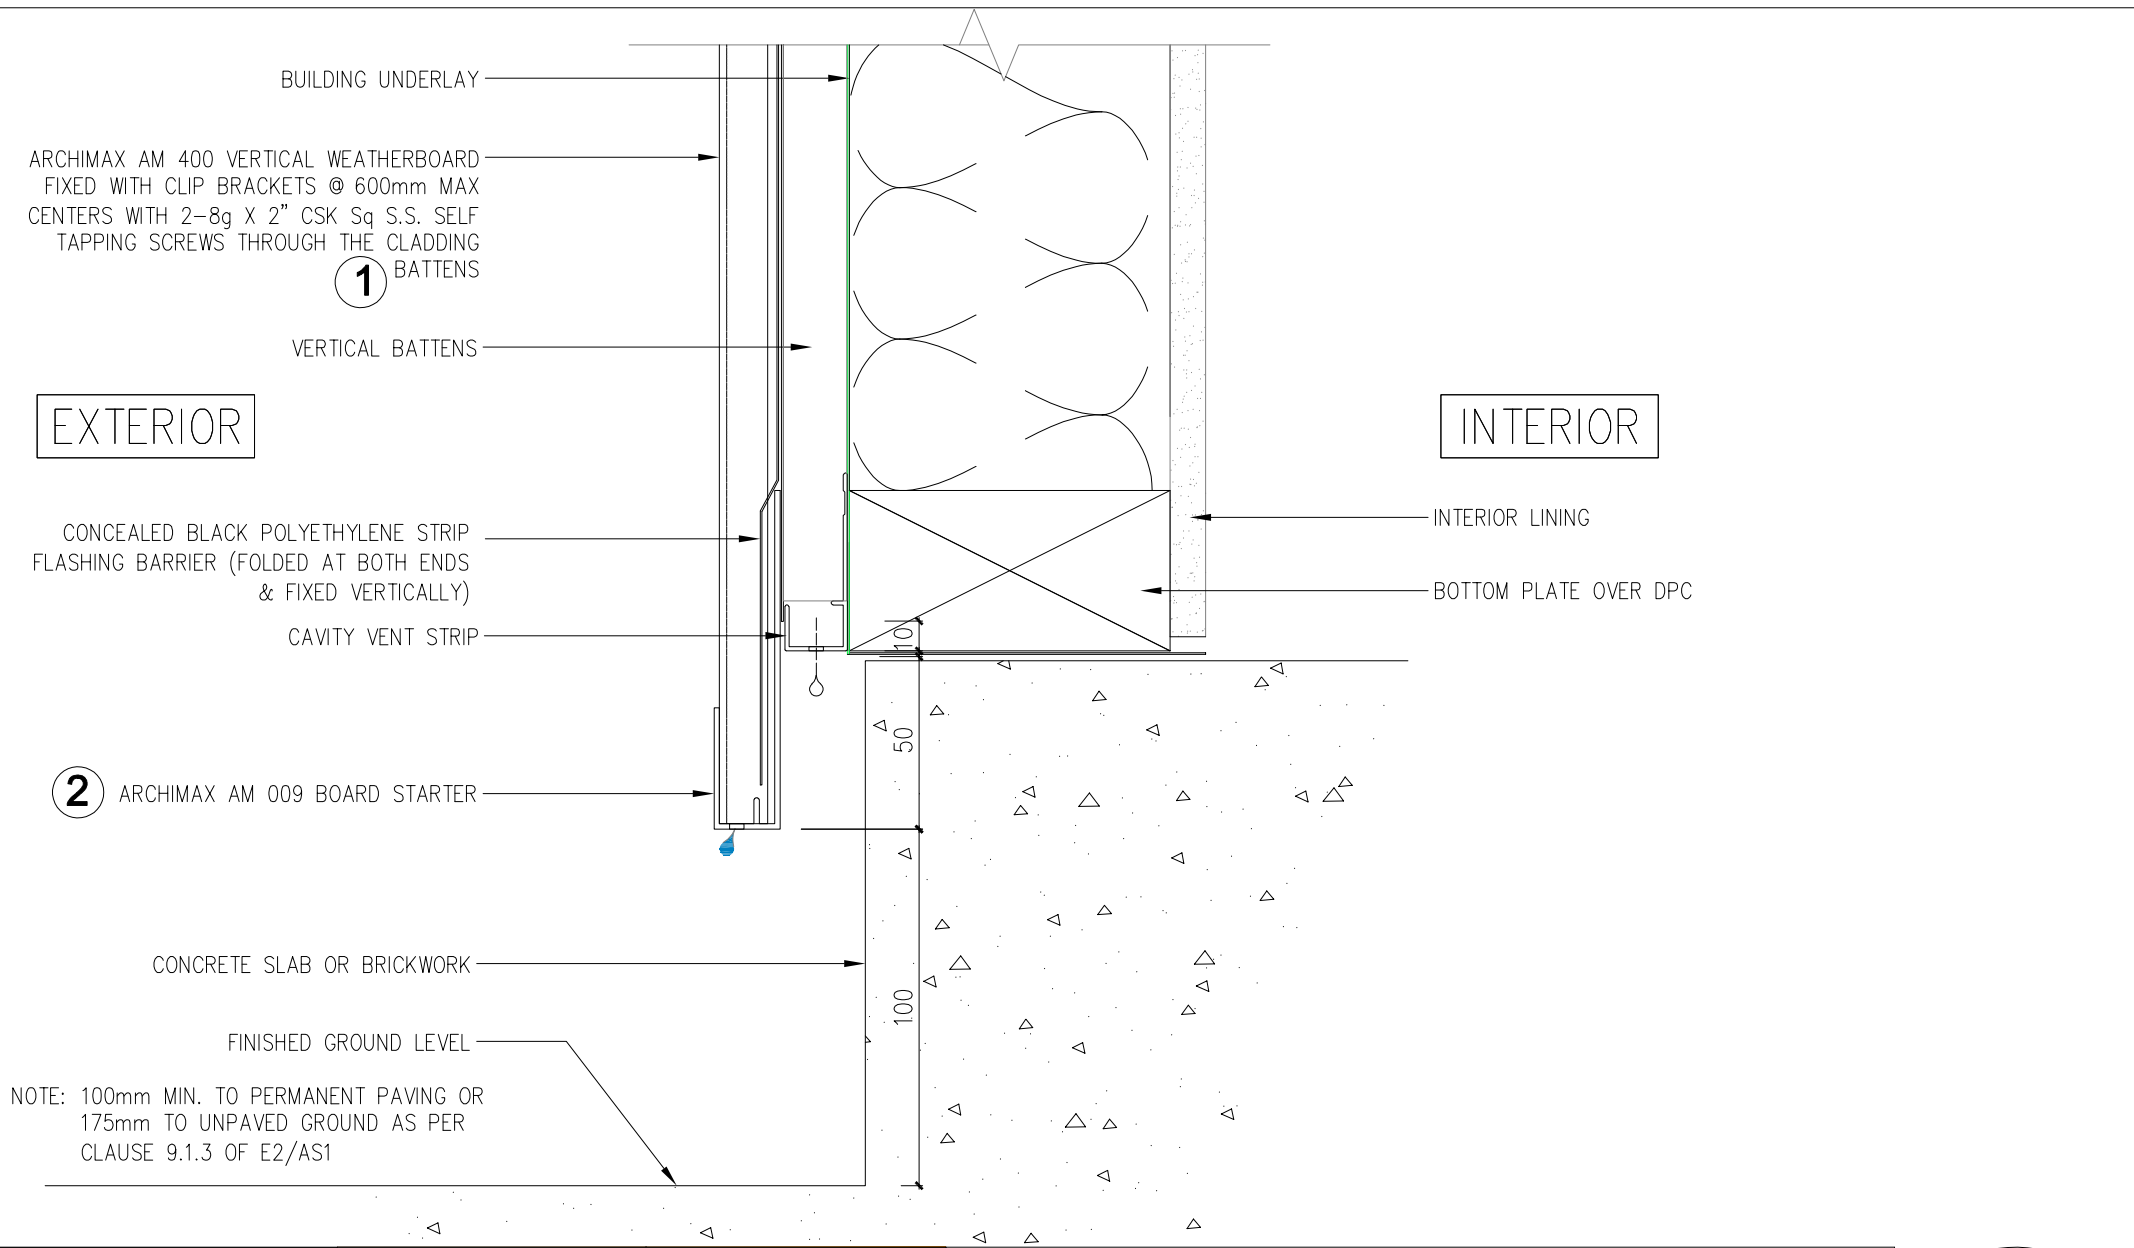 BUILDING UNDERLAY
ARCHIMAX AM 400 VERTICAL WEATHERBOARD
FIXED WITH CLIP BRACKETS @ 600mm MAX
CENTERS WITH 2-8g X 2" CSK Sq S.S. SELF
TAPPING SCREWS THROUGH THE CLADDING
BATTENS
1
VERTICAL BATTENS
EXTERIOR
INTERIOR
CONCEALED BLACK POLYETHYLENE STRIP
FLASHING BARRIER (FOLDED AT BOTH ENDS
& FIXED VERTICALLY)
INTERIOR LINING
BOTTOM PLATE OVER DPC
CAVITY VENT STRIP
10
50
2 ARCHIMAX AM 009 BOARD STARTER
CONCRETE SLAB OR BRICKWORK
100
FINISHED GROUND LEVEL
NOTE: 100mm MIN. TO PERMANENT PAVING OR
175mm TO UNPAVED GROUND AS PER
CLAUSE 9.1.3 OF E2/AS1